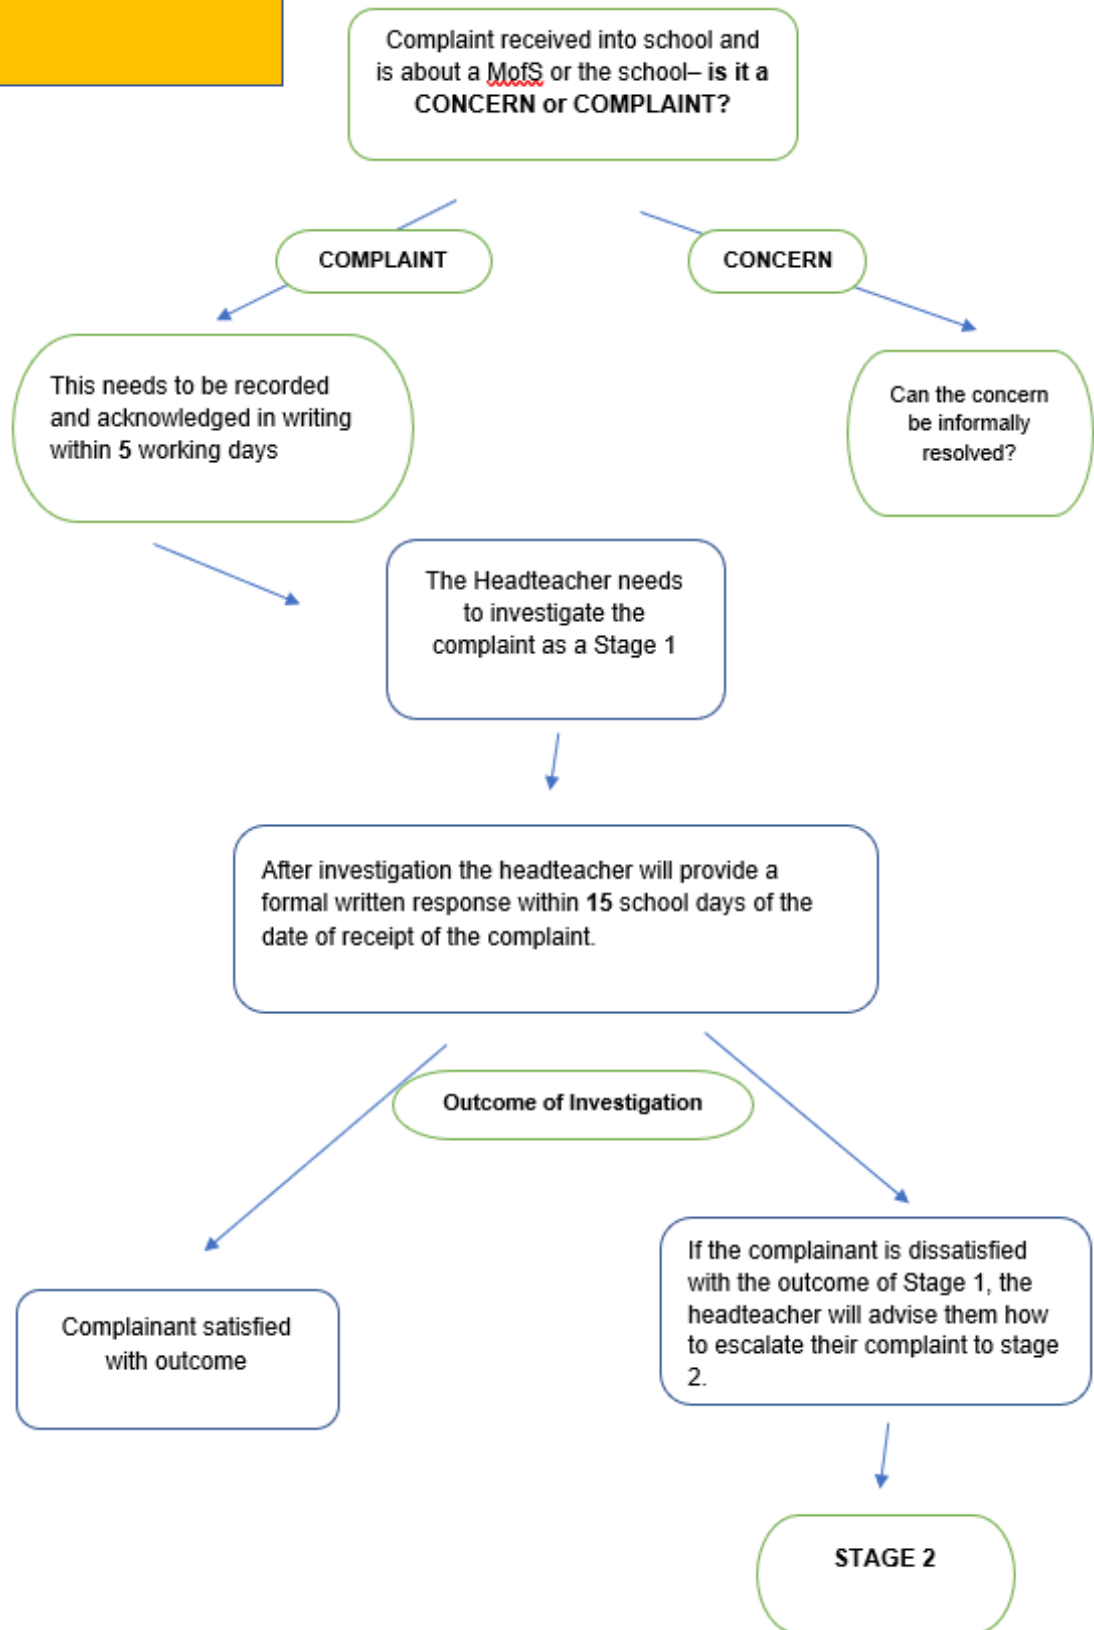 Complaint received into school and
is about a MofS or the school– is it a
CONCERN or COMPLAINT?
COMPLAINT
CONCERN
This needs to be recorded
and acknowledged in writing
within 5 working days
Can the concern
be informally
resolved?
The Headteacher needs
to investigate the
complaint as a Stage 1
After investigation the headteacher will provide a
formal written response within 15 school days of the
date of receipt of the complaint.
Outcome of Investigation
Complainant satisfied
with outcome
If the complainant is dissatisfied
with the outcome of Stage 1, the
headteacher will advise them how
to escalate their complaint to stage
2.
STAGE 2